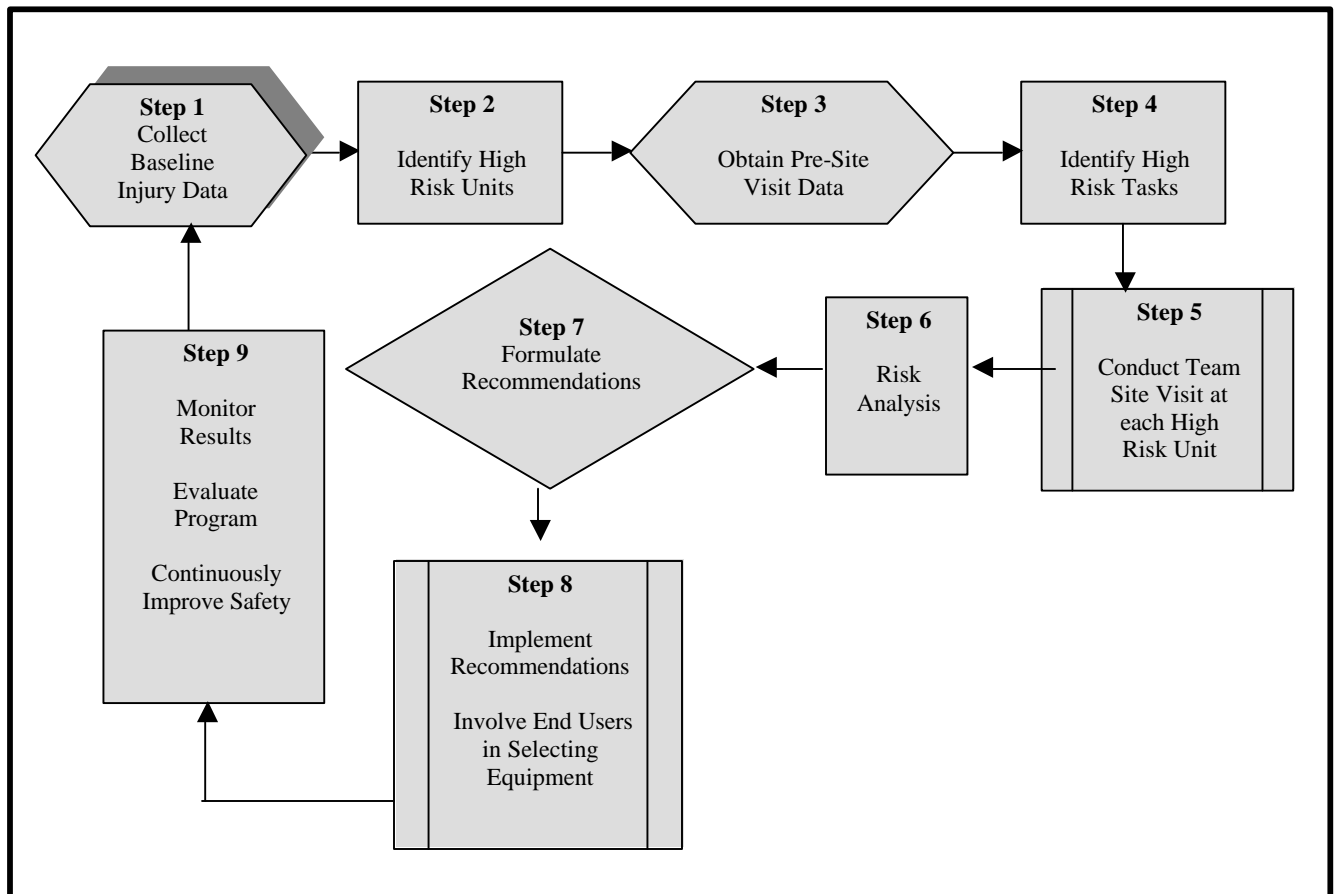 Step 1
Collect
Baseline
Injury Data
Step 2
Identify High
Risk Units
Step 3
Obtain Pre-Site
Visit Data
Step 4
Identify High
Risk Tasks
Step 5
Conduct Team
Site Visit at
each High
Risk Unit
Step 6
Risk
Analysis
Step 7
Formulate
Recommendations
Step 8
Implement
Recommendations
Involve End Users
in Selecting
Equipment
Step 9
Monitor
Results
Evaluate
Program
Continuously
Improve Safety